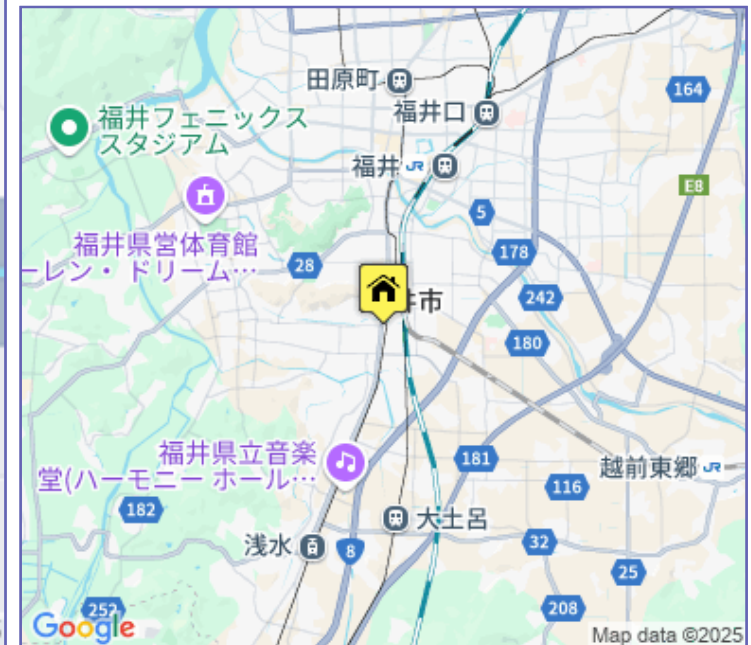 田原町
164
福井フェニックス
スタジアム
福井口
福井 JR
E8
5
福井県営体育館
ーレン・ドリーム…
28
178
242
井市
180
福井県立音楽
堂(ハーモニー ホール…
181
越前東郷 JR
116
182
大土呂
浅水
8
32
25
252
208
Google
Map data ©2025